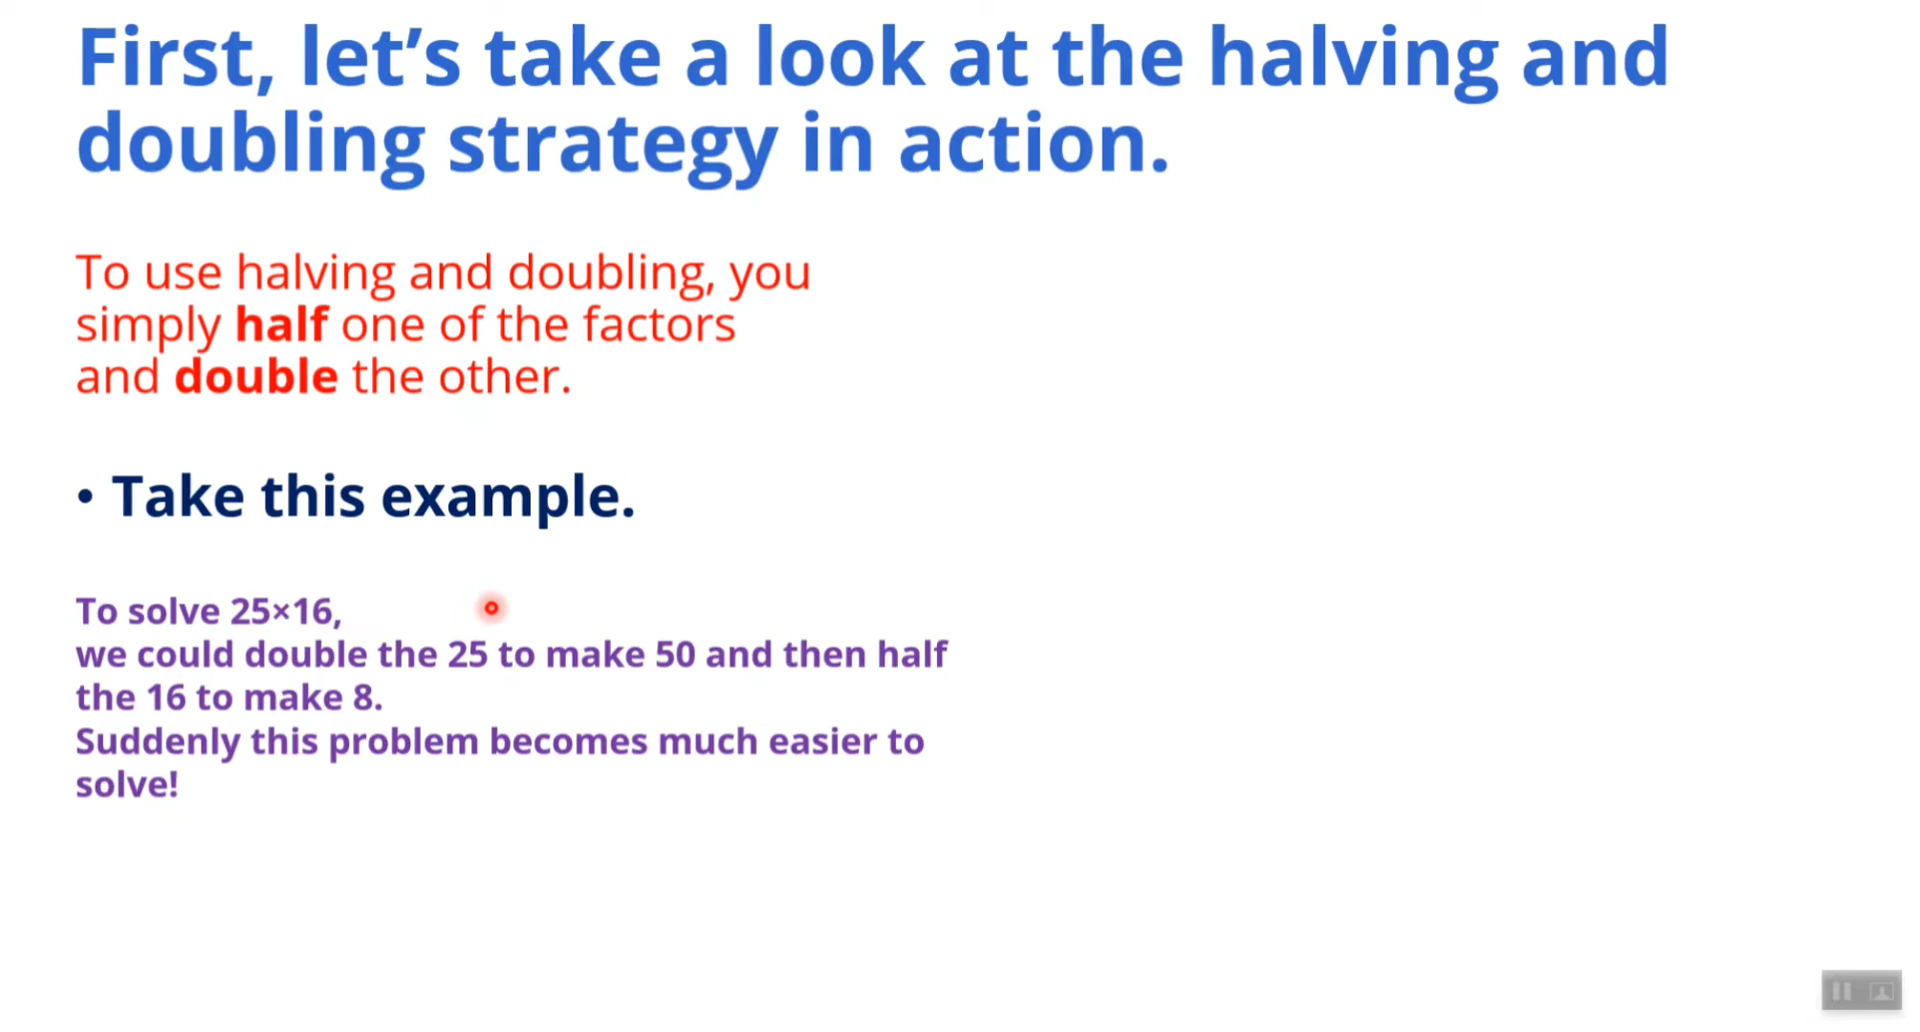 First, let’s take a look at the halving and
doubling strategy in action.
To use halving and doubling, you
simply half one of the factors
and double the other.
• Take this example.
To solve 25×16,
we could double the 25 to make 50 and then half
the 16 to make 8.
Suddenly this problem becomes much easier to
solve!